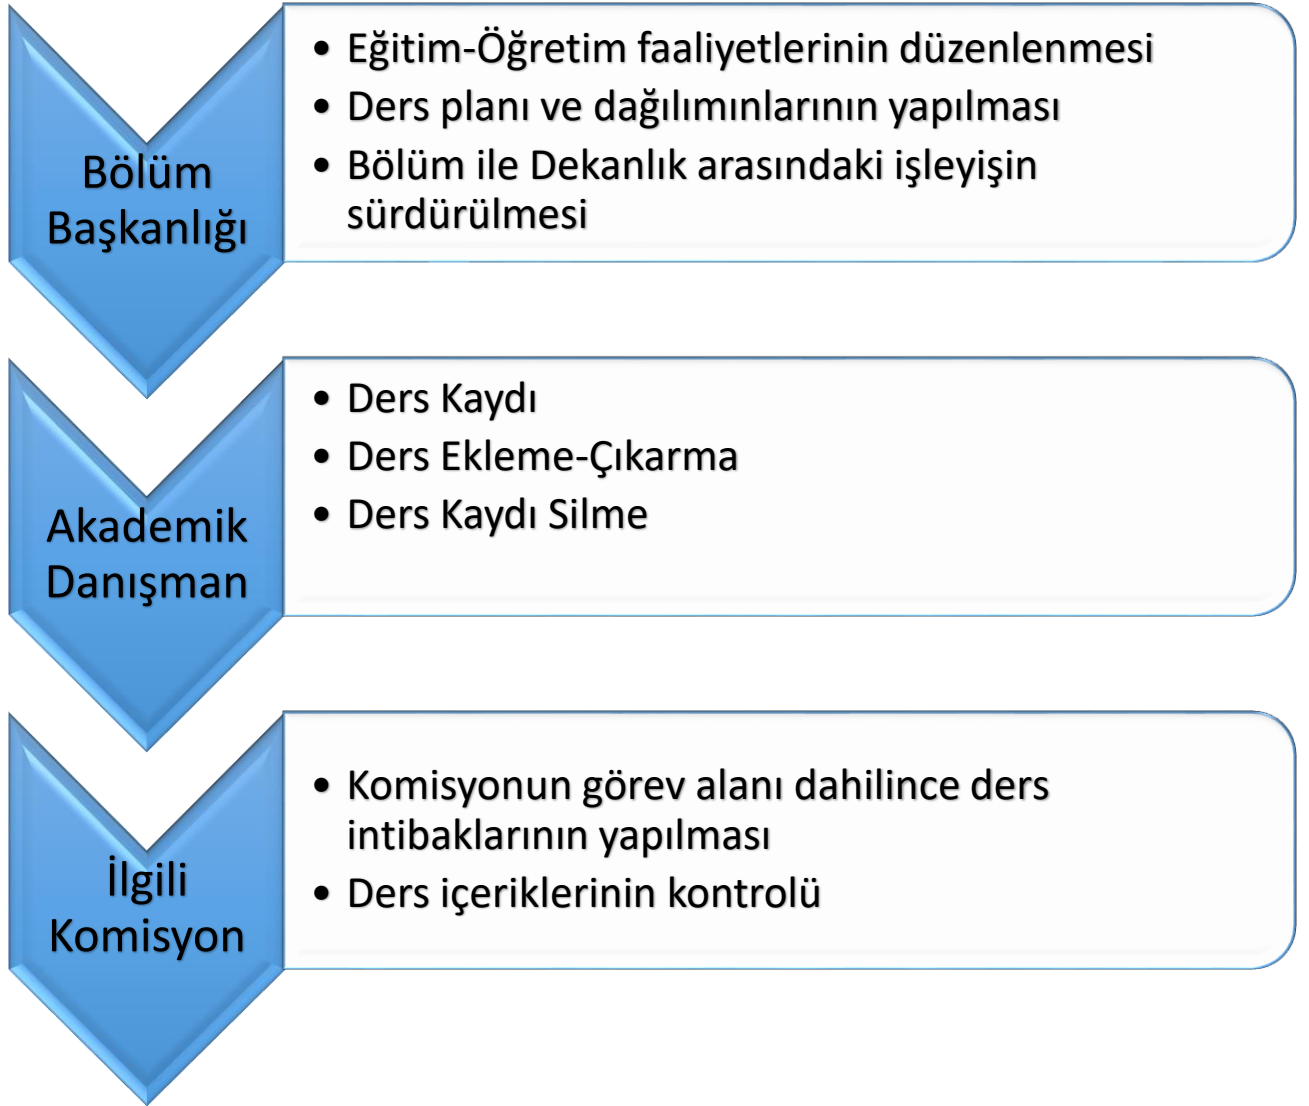 Bölüm
Başkanlığı
• Eğitim-Öğretim faaliyetlerinin düzenlenmesi
• Ders planı ve dağılımınlarının yapılması
• Bölüm ile Dekanlık arasındaki işleyişin
sürdürülmesi
Akademik
Danışman
• Ders Kaydı
• Ders Ekleme-Çıkarma
• Ders Kaydı Silme
İlgili
Komisyon
• Komisyonun görev alanı dahilince ders
intibaklarının yapılması
• Ders içeriklerinin kontrolü